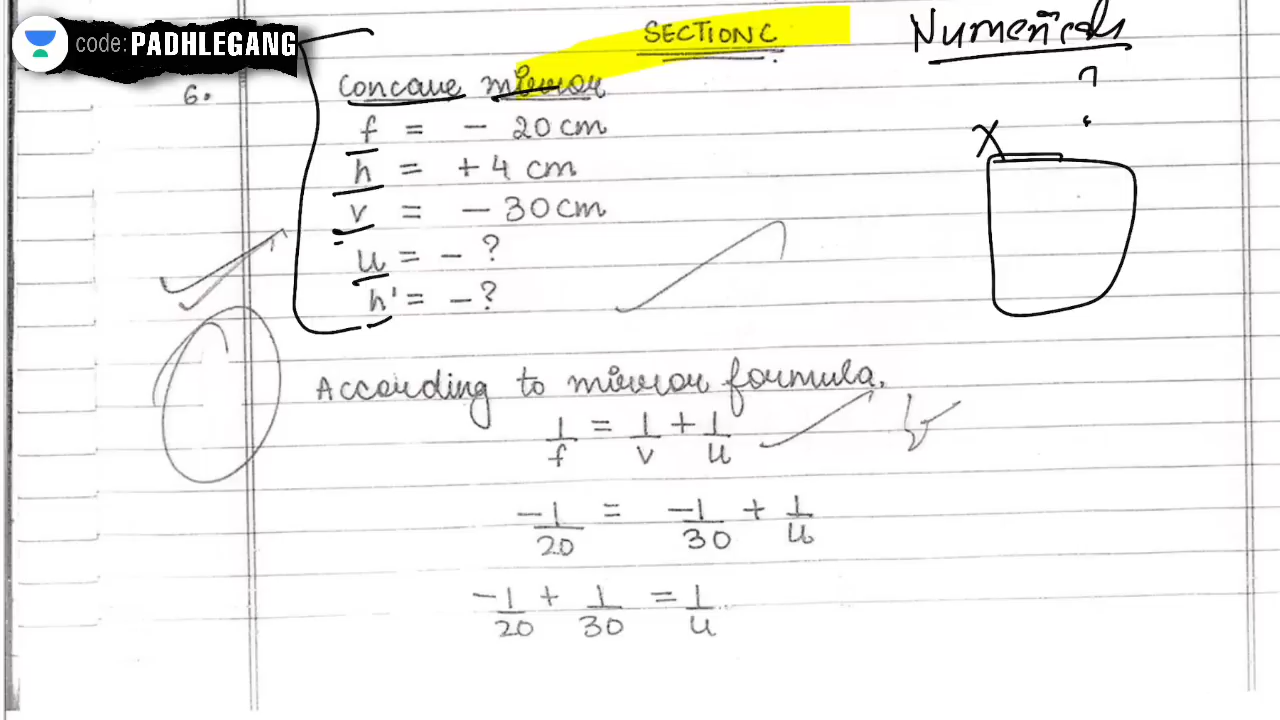 code: PADHLEGANG
SECTION C
Numericals
6.
Concave mirror
f = - 20 cm
h = + 4 cm
v = - 30 cm
u = - ?
h' = - ?
According to mirror formula,
1/f = 1/v + 1/u
-1/20 = -1/30 + 1/u
-1/20 + 1/30 = 1/u